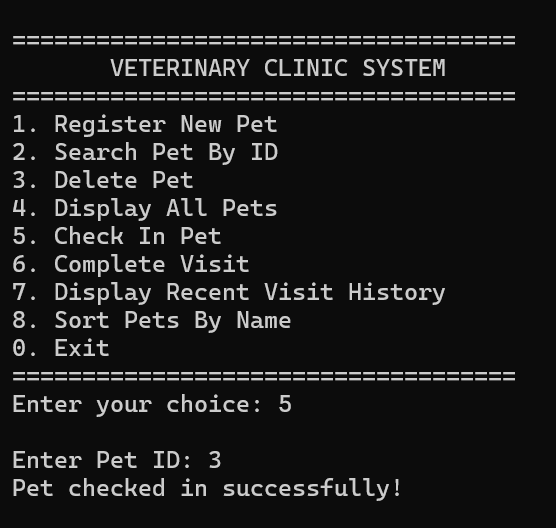 ====================================
VETERINARY CLINIC SYSTEM
====================================
1. Register New Pet
2. Search Pet By ID
3. Delete Pet
4. Display All Pets
5. Check In Pet
6. Complete Visit
7. Display Recent Visit History
8. Sort Pets By Name
0. Exit
====================================
Enter your choice: 5
Enter Pet ID: 3
Pet checked in successfully!